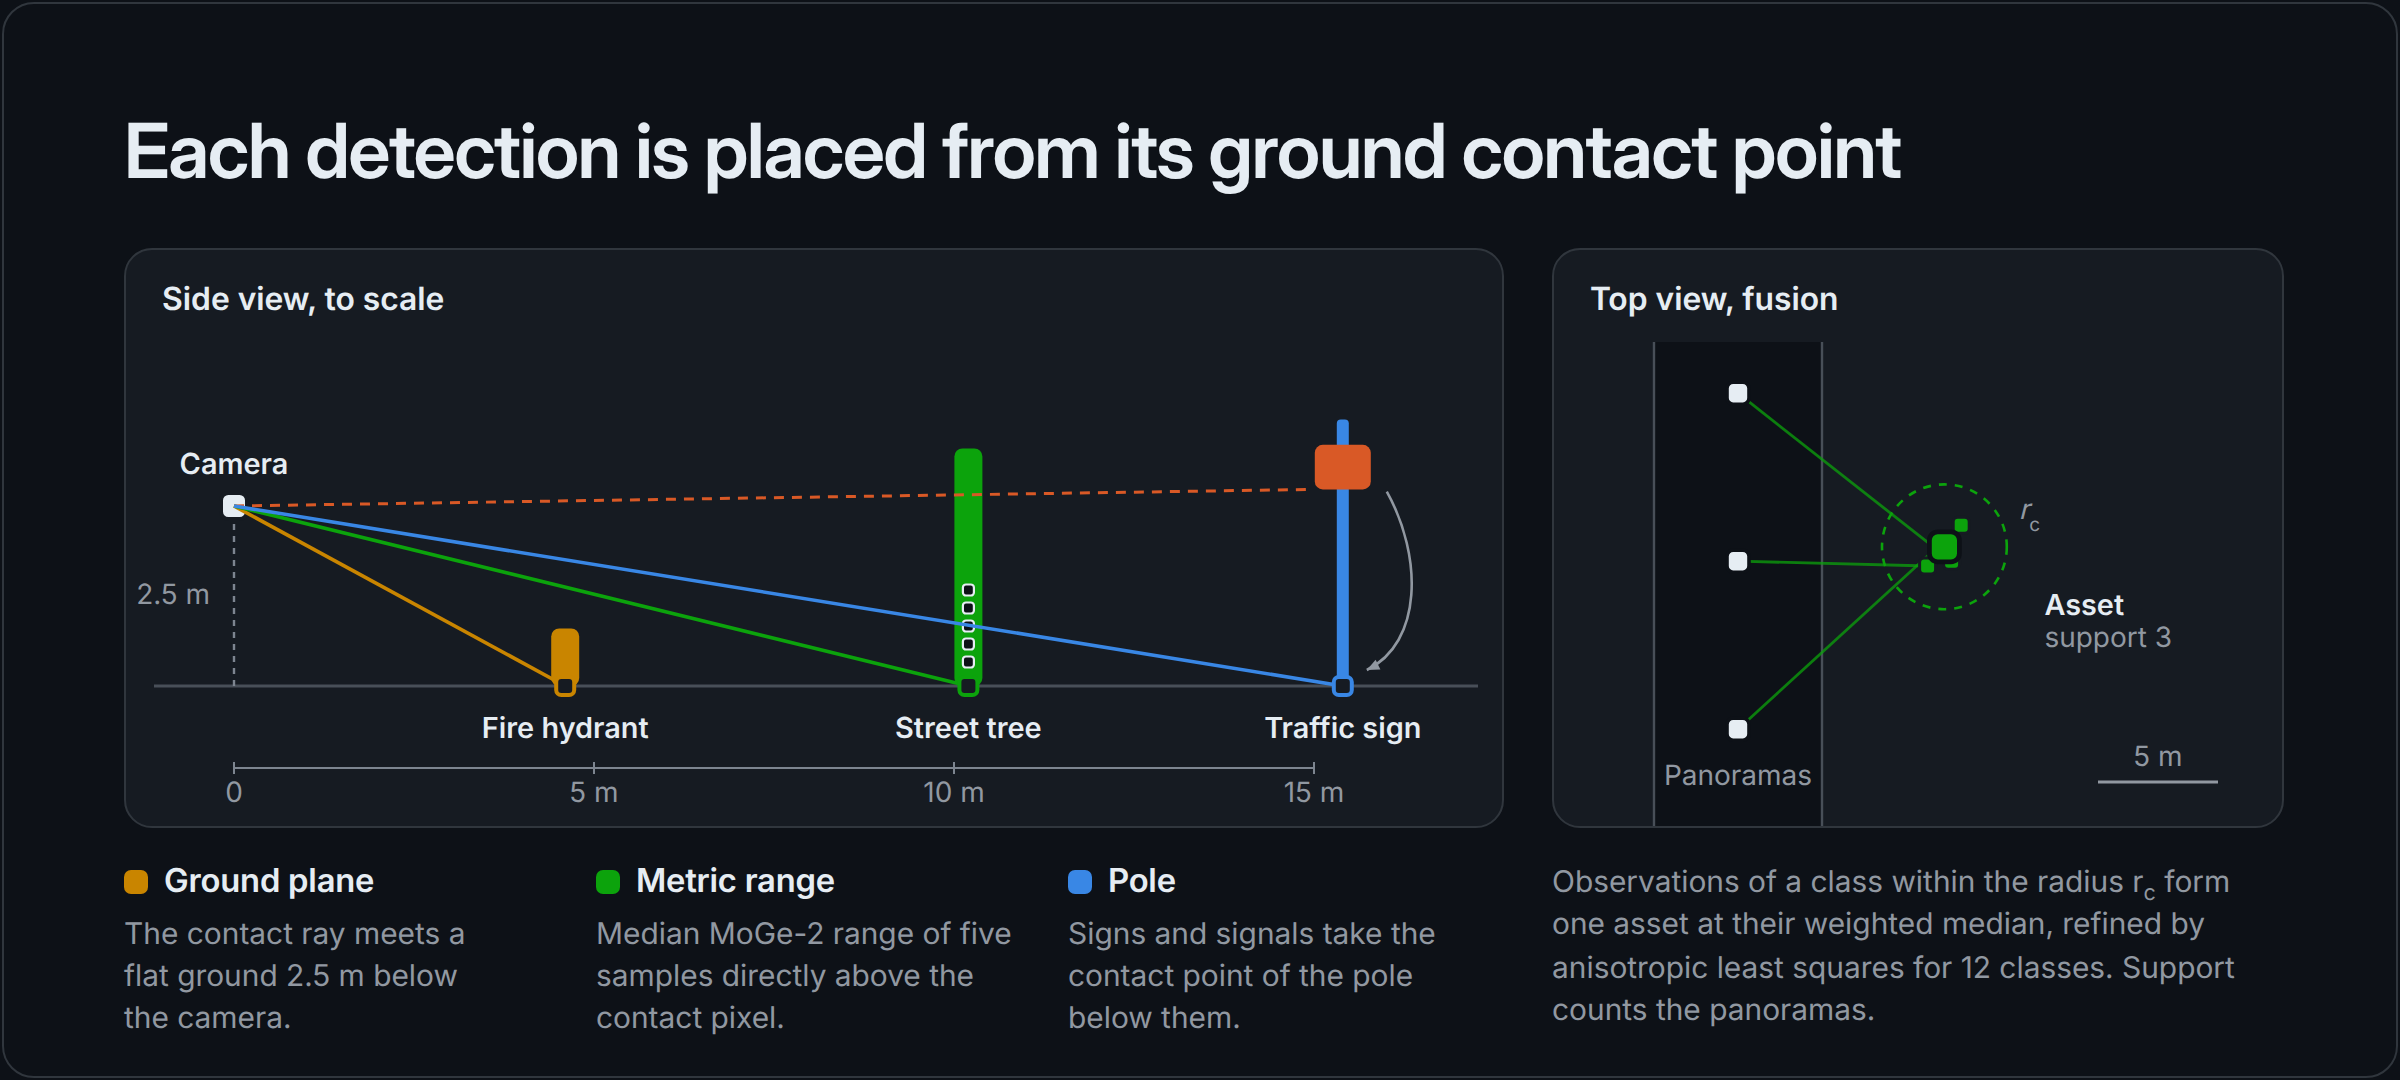 Each detection is placed from its ground contact point
Side view, to scale
Camera
2.5 m
Fire hydrant
Street tree
Traffic sign
0
5 m
10 m
15 m
Top view, fusion
rc
Asset
support 3
Panoramas
5 m
Ground plane
The contact ray meets a
flat ground 2.5 m below
the camera.
Metric range
Median MoGe-2 range of five
samples directly above the
contact pixel.
Pole
Signs and signals take the
contact point of the pole
below them.
Observations of a class within the radius rc form
one asset at their weighted median, refined by
anisotropic least squares for 12 classes. Support
counts the panoramas.